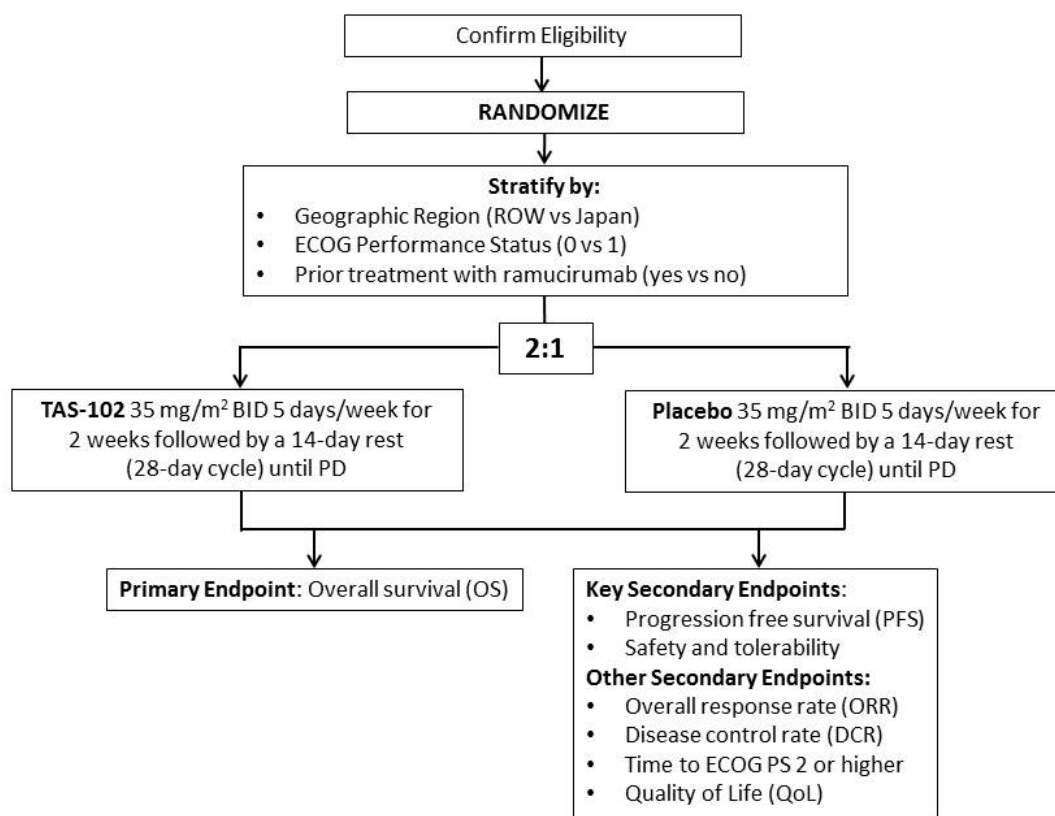 Confirm Eligibility
RANDOMIZE
Stratify by:
• Geographic Region (ROW vs Japan)
• ECOG Performance Status (0 vs 1)
• Prior treatment with ramucirumab (yes vs no)
2:1
TAS-102 35 mg/m² BID 5 days/week for
2 weeks followed by a 14-day rest
(28-day cycle) until PD
Placebo 35 mg/m² BID 5 days/week for
2 weeks followed by a 14-day rest
(28-day cycle) until PD
Primary Endpoint: Overall survival (OS)
Key Secondary Endpoints:
• Progression free survival (PFS)
• Safety and tolerability
Other Secondary Endpoints:
• Overall response rate (ORR)
• Disease control rate (DCR)
• Time to ECOG PS 2 or higher
• Quality of Life (QoL)